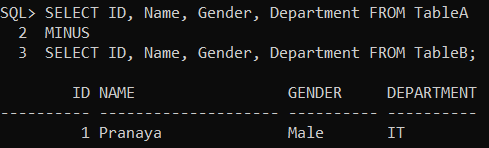 SQL> SELECT ID, Name, Gender, Department FROM TableA
  2  MINUS
  3  SELECT ID, Name, Gender, Department FROM TableB;
        ID NAME                 GENDER     DEPARTMENT
---------- -------------------- ---------- ----------
         1 Pranaya              Male       IT